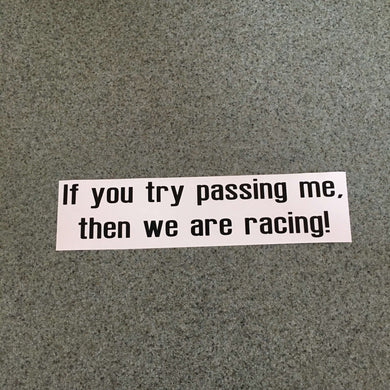 If you try passing me,
then we are racing!